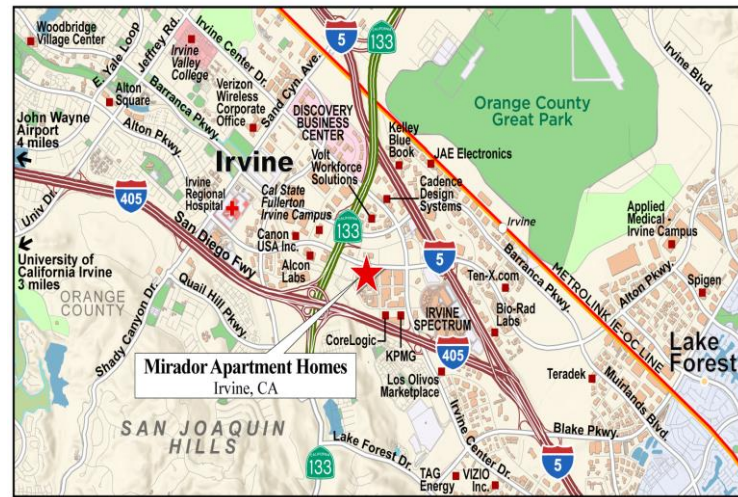 Woodbridge
Village Center
E. Yale Loop
Jeffrey Rd.
Irvine
Valley
College
Irvine Center Dr.
Sand Cyn. Ave.
5
CALIFORNIA
133
Irvine Blvd.
Alton
Square
Barranca Pkwy.
Verizon
Wireless
Corporate
Office
DISCOVERY
BUSINESS
CENTER
Orange County
Great Park
John Wayne
Airport
4 miles
Alton Pkwy.
Kelley
Blue
Book
JAE Electronics
Irvine
Volt
Workforce
Solutions
Cadence
Design
Systems
Univ Dr.
405
Irvine
Regional
Hospital
Cal State
Fullerton
Irvine Campus
CALIFORNIA
133
Irvine
Applied
Medical -
Irvine Campus
San Diego Fwy
Canon
USA Inc.
Alcon
Labs
5
Barranca Pkwy.
METROLINK IE-OC LINE
Alton Pkwy.
Spigen
University of
California Irvine
3 miles
ORANGE
COUNTY
Shady Canyon Dr.
Quail Hill Pkwy.
Ten-X.com
Bio-Rad
Labs
IRVINE
SPECTRUM
CoreLogic
KPMG
405
Lake
Forest
Mirador Apartment Homes
Irvine, CA
Los Olivos
Marketplace
Teradek
Muirlands Blvd.
SAN JOAQUIN
HILLS
CALIFORNIA
133
Lake Forest Dr.
Irvine Center Dr.
Blake Pkwy.
TAG
Energy
VIZIO
Inc.
5